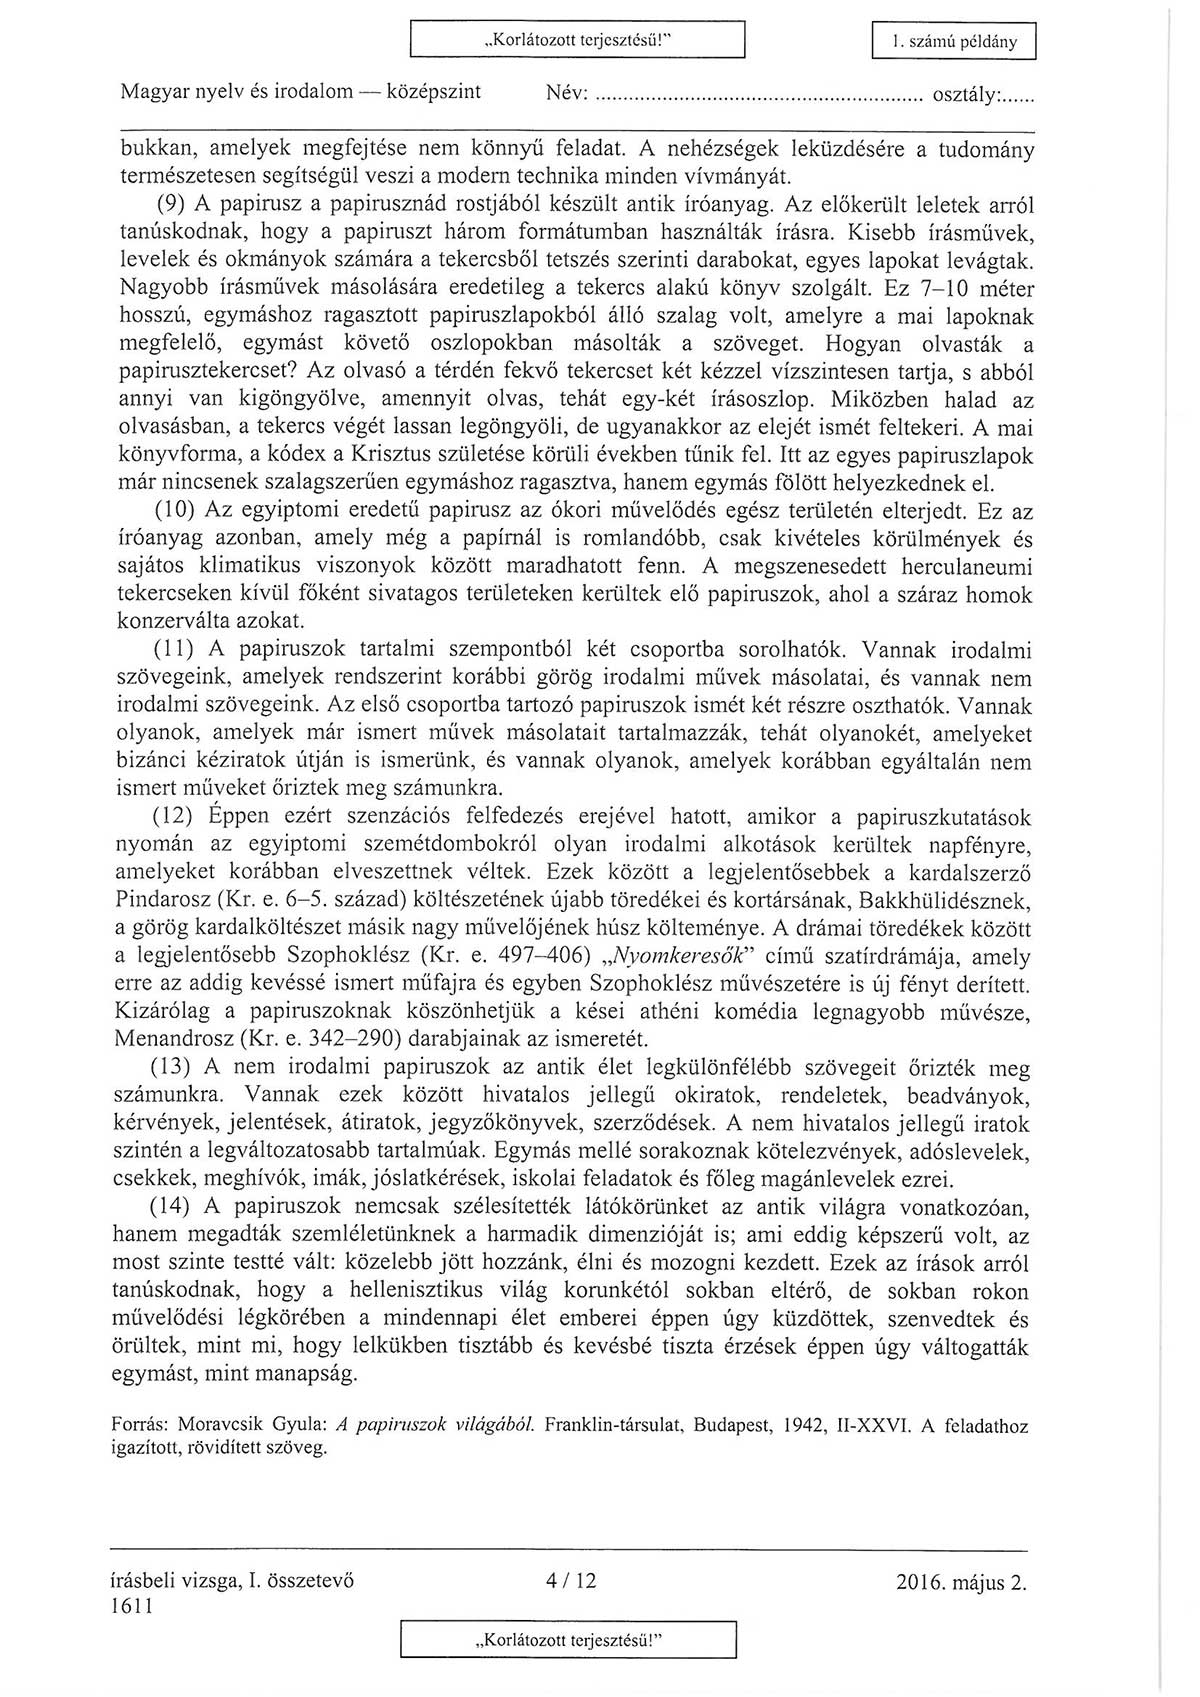 „Korlátozott terjesztésű!”
1. számú példány
Magyar nyelv és irodalom — középszint Név: ........................................................... osztály:......
bukkan, amelyek megfejtése nem könnyű feladat. A nehézségek leküzdésére a tudomány
természetesen segítségül veszi a modern technika minden vívmányát.
(9) A papirusz a papirusznád rostjából készült antik íróanyag. Az előkerült leletek arról
tanúskodnak, hogy a papiruszt három formátumban használták írásra. Kisebb írásművek,
levelek és okmányok számára a tekercsből tetszés szerinti darabokat, egyes lapokat levágtak.
Nagyobb írásművek másolására eredetileg a tekercs alakú könyv szolgált. Ez 7–10 méter
hosszú, egymáshoz ragasztott papiruszlapokból álló szalag volt, amelyre a mai lapoknak
megfelelő, egymást követő oszlopokban másolták a szöveget. Hogyan olvasták a
papirusztekercset? Az olvasó a térdén fekvő tekercset két kézzel vízszintesen tartja, s abból
annyi van kigöngyölve, amennyit olvas, tehát egy-két írásoszlop. Miközben halad az
olvasásban, a tekercs végét lassan legöngyöli, de ugyanakkor az elejét ismét feltekeri. A mai
könyvforma, a kódex a Krisztus születése körüli években tűnik fel. Itt az egyes papiruszlapok
már nincsenek szalagszerűen egymáshoz ragasztva, hanem egymás fölött helyezkednek el.
(10) Az egyiptomi eredetű papirusz az ókori művelődés egész területén elterjedt. Ez az
íróanyag azonban, amely még a papírnál is romlandóbb, csak kivételes körülmények és
sajátos klimatikus viszonyok között maradhatott fenn. A megszenesedett herculaneumi
tekercseken kívül főként sivatagos területeken kerültek elő papiruszok, ahol a száraz homok
konzerválta azokat.
(11) A papiruszok tartalmi szempontból két csoportba sorolhatók. Vannak irodalmi
szövegeink, amelyek rendszerint korábbi görög irodalmi művek másolatai, és vannak nem
irodalmi szövegeink. Az első csoportba tartozó papiruszok ismét két részre oszthatók. Vannak
olyanok, amelyek már ismert művek másolatait tartalmazzák, tehát olyanokét, amelyeket
bizánci kéziratok útján is ismerünk, és vannak olyanok, amelyek korábban egyáltalán nem
ismert műveket őriztek meg számunkra.
(12) Éppen ezért szenzációs felfedezés erejével hatott, amikor a papiruszkutatások
nyomán az egyiptomi szemétdombokról olyan irodalmi alkotások kerültek napfényre,
amelyeket korábban elveszettnek véltek. Ezek között a legjelentősebbek a kardalszerző
Pindarosz (Kr. e. 6–5. század) költészetének újabb töredékei és kortársának, Bakkhülidésznek,
a görög kardalköltészet másik nagy művelőjének húsz költeménye. A drámai töredékek között
a legjelentősebb Szophoklész (Kr. e. 497–406) „Nyomkeresők” című szatírdrámája, amely
erre az addig kevéssé ismert műfajra és egyben Szophoklész művészetére is új fényt derített.
Kizárólag a papiruszoknak köszönhetjük a kései athéni komédia legnagyobb művésze,
Menandrosz (Kr. e. 342–290) darabjainak az ismeretét.
(13) A nem irodalmi papiruszok az antik élet legkülönfélébb szövegeit őrizték meg
számunkra. Vannak ezek között hivatalos jellegű okiratok, rendeletek, beadványok,
kérvények, jelentések, átiratok, jegyzőkönyvek, szerződések. A nem hivatalos jellegű iratok
szintén a legváltozatosabb tartalmúak. Egymás mellé sorakoznak kötelezvények, adóslevelek,
csekkek, meghívók, imák, jóslatkérések, iskolai feladatok és főleg magánlevelek ezrei.
(14) A papiruszok nemcsak szélesítették látókörünket az antik világra vonatkozóan,
hanem megadták szemléletünknek a harmadik dimenzióját is; ami eddig képszerű volt, az
most szinte testté vált: közelebb jött hozzánk, élni és mozogni kezdett. Ezek az írások arról
tanúskodnak, hogy a hellenisztikus világ korunkétól sokban eltérő, de sokban rokon
művelődési légkörében a mindennapi élet emberei éppen úgy küzdöttek, szenvedtek és
örültek, mint mi, hogy lelkükben tisztább és kevésbé tiszta érzések éppen úgy váltogatták
egymást, mint manapság.
Forrás: Moravcsik Gyula: A papiruszok világából. Franklin-társulat, Budapest, 1942, II-XXVI. A feladathoz
igazított, rövidített szöveg.
írásbeli vizsga, I. összetevő 4 / 12 2016. május 2.
1611
„Korlátozott terjesztésű!”